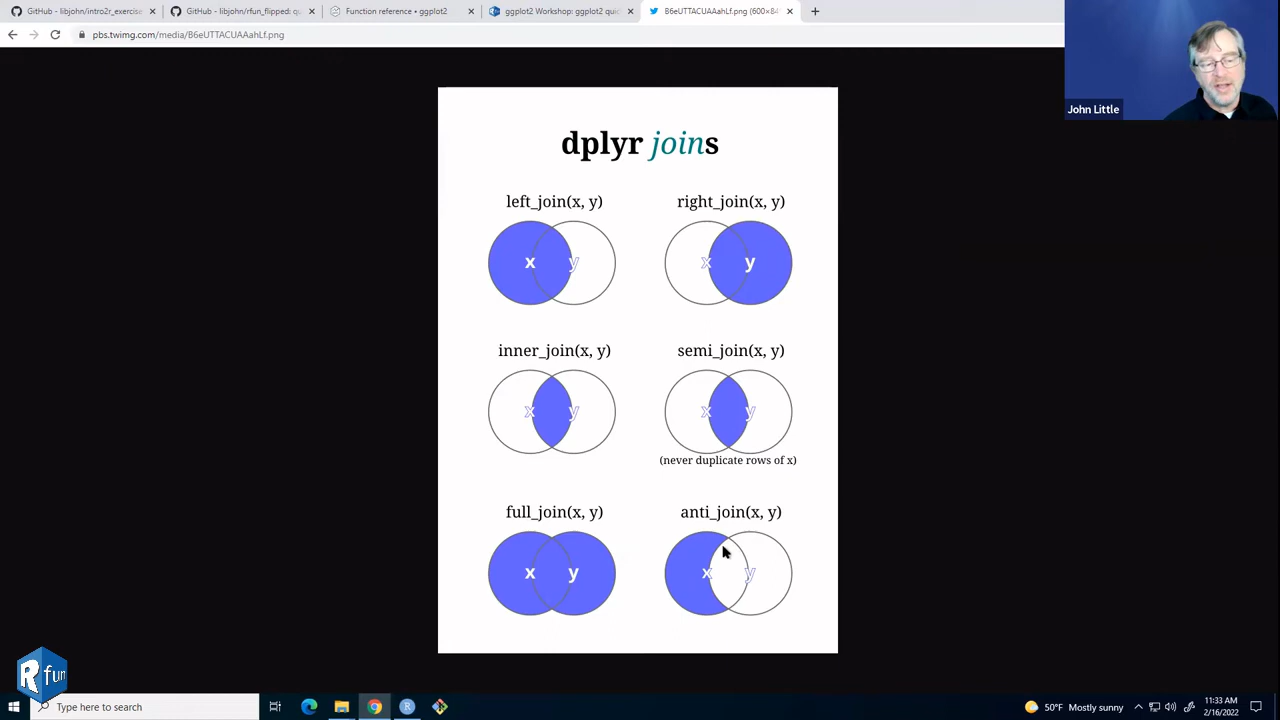 GitHub - libjohn/intro2r_exercise
GitHub - libjohn/rfun_flipped: qu
Function reference • ggplot2
ggplot2 Workshop: ggplot2 quic
B6eUTTACUAAahLf.png (600×84
pbs.twimg.com/media/B6eUTTACUAAahLf.png
John Little
dplyr joins
left_join(x, y)
right_join(x, y)
x y
x y
inner_join(x, y)
semi_join(x, y)
x y
x y
(never duplicate rows of x)
full_join(x, y)
anti_join(x, y)
x y
x y
R fun
Type here to search
R
50°F Mostly sunny
11:33 AM
2/16/2022